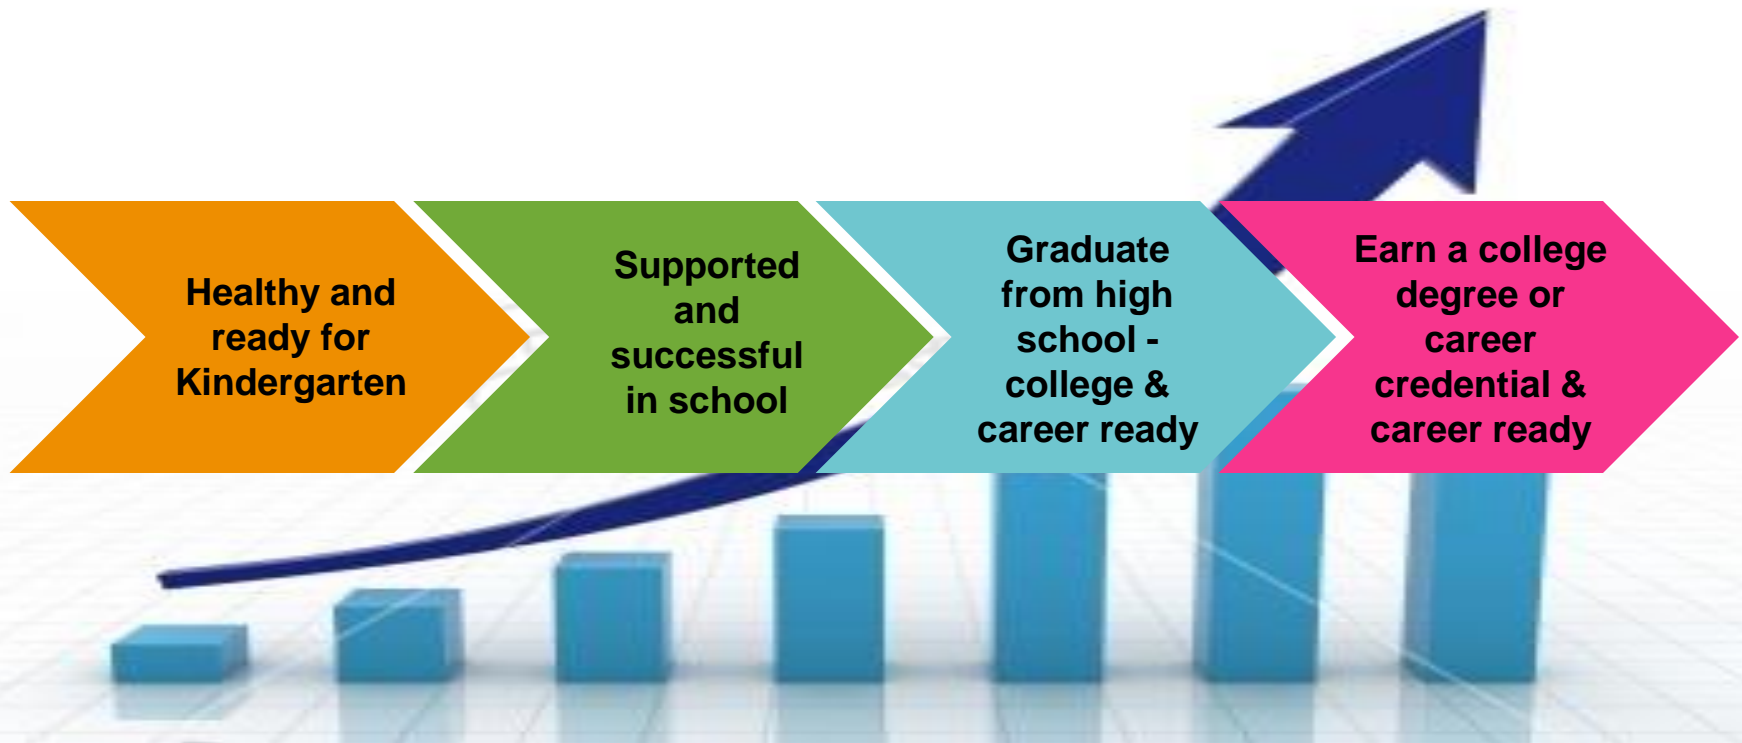 Healthy and
ready for
Kindergarten
Supported
and
successful
in school
Graduate
from high
school -
college &
career ready
Earn a college
degree or
career
credential &
career ready